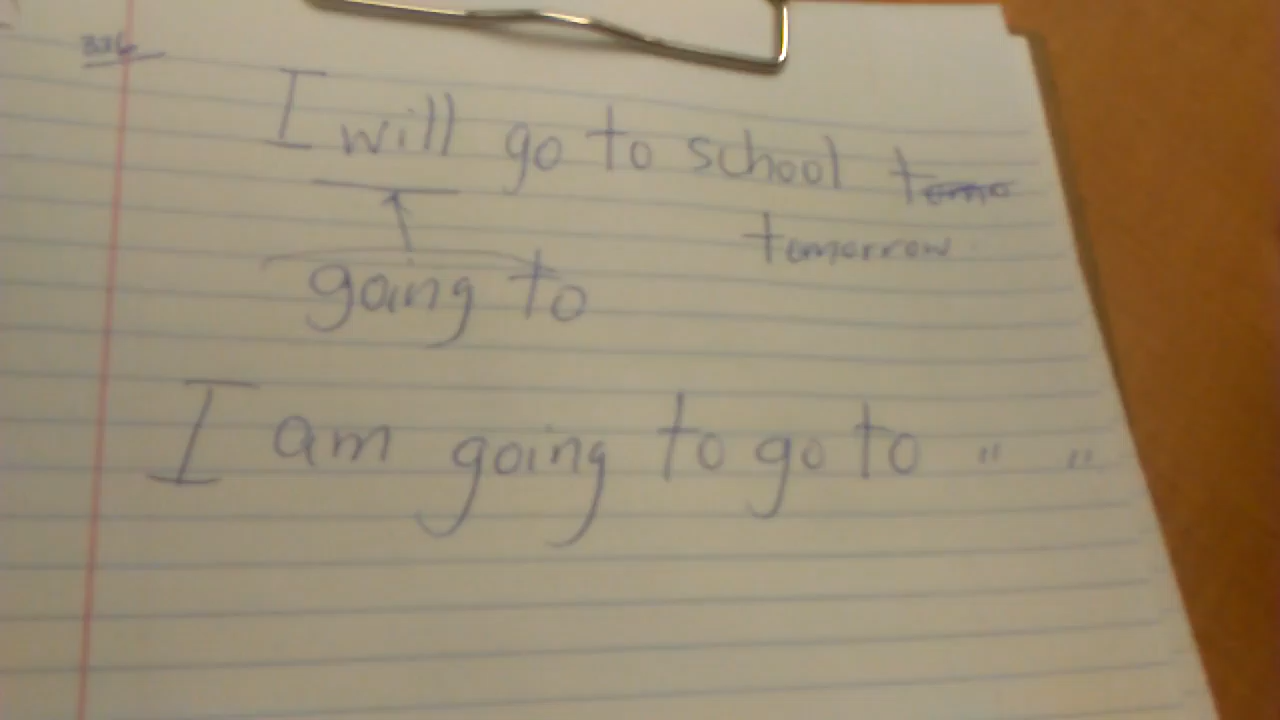 I will go to school
tomorrow
going to
I am going to go to " "